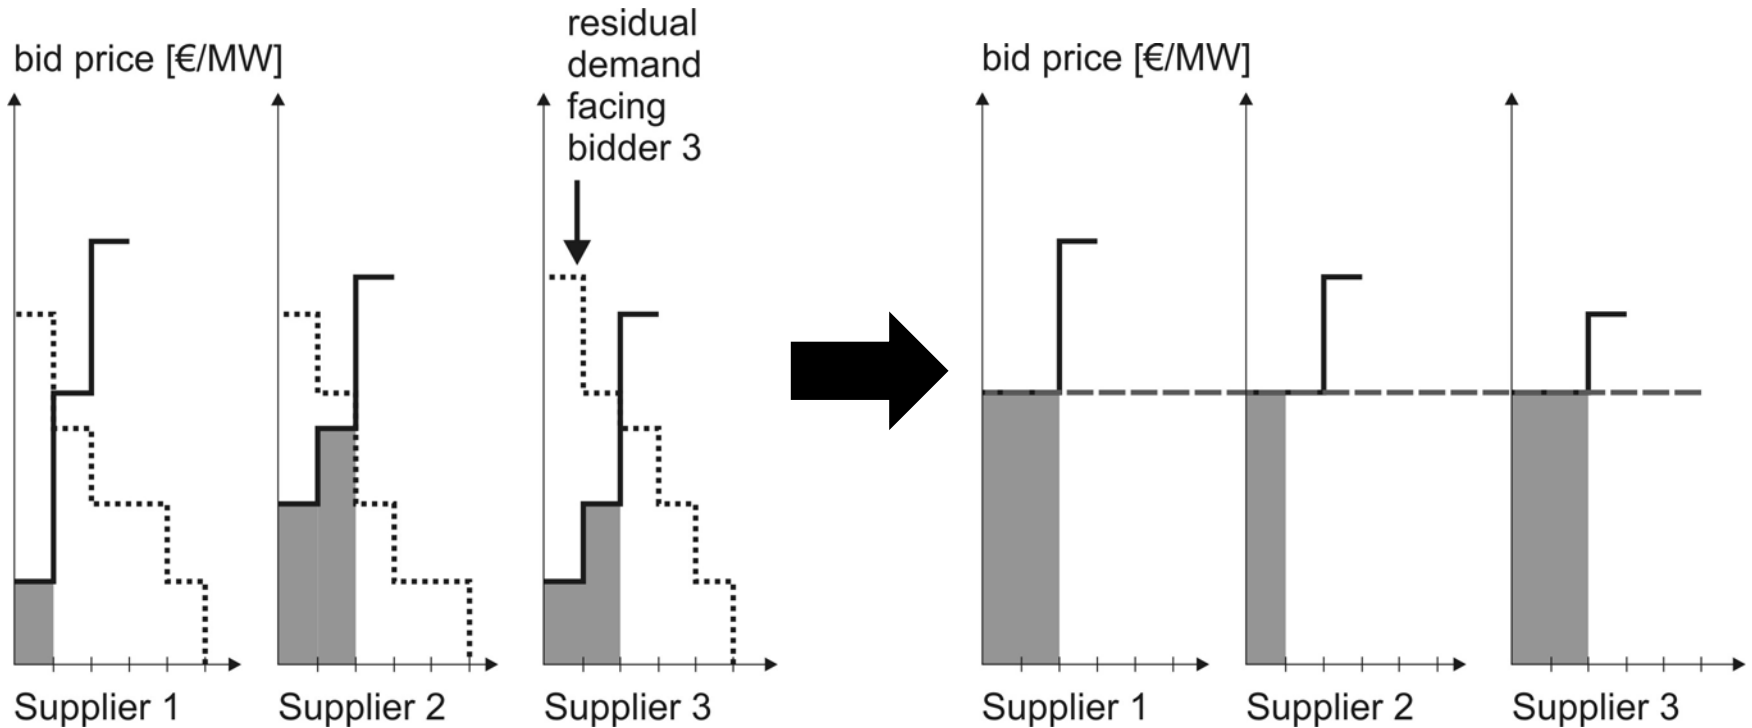 bid price [€/MW]
residual
demand
facing
bidder 3
Supplier 1
Supplier 2
Supplier 3
bid price [€/MW]
Supplier 1
Supplier 2
Supplier 3